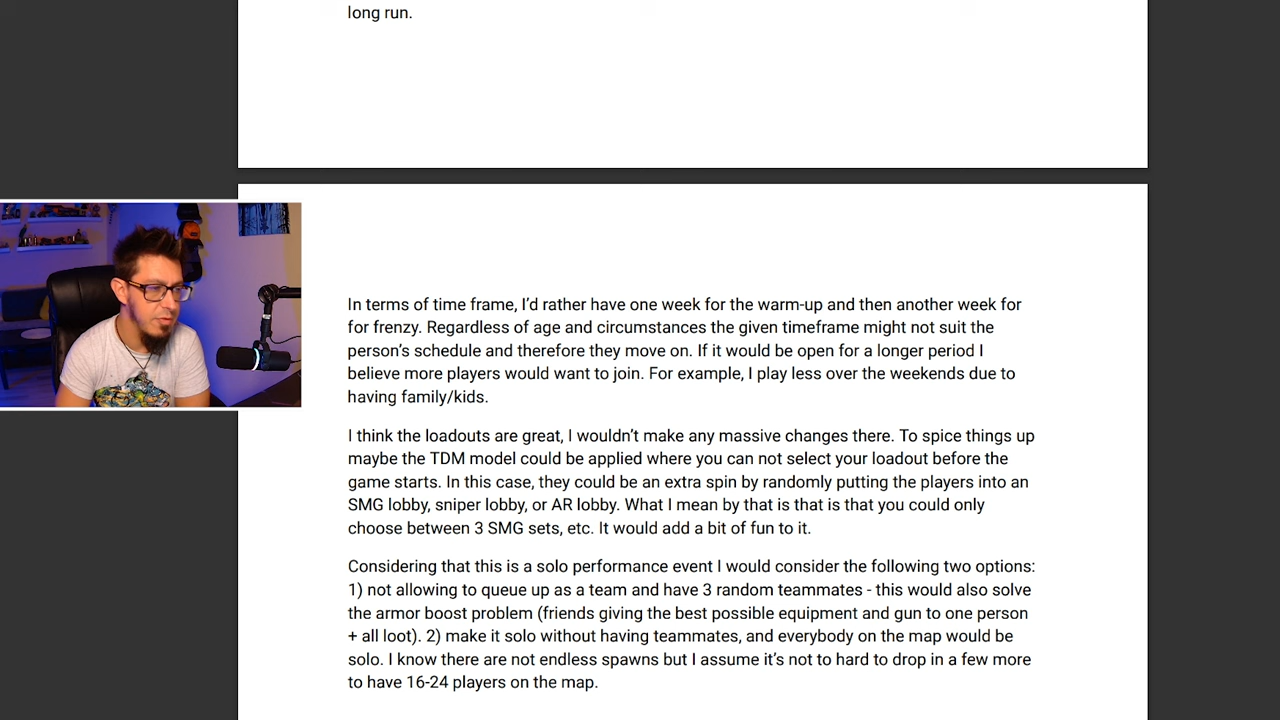 long run.
In terms of time frame, I'd rather have one week for the warm-up and then another week for
for frenzy. Regardless of age and circumstances the given timeframe might not suit the
person's schedule and therefore they move on. If it would be open for a longer period I
believe more players would want to join. For example, I play less over the weekends due to
having family/kids.
I think the loadouts are great, I wouldn't make any massive changes there. To spice things up
maybe the TDM model could be applied where you can not select your loadout before the
game starts. In this case, they could be an extra spin by randomly putting the players into an
SMG lobby, sniper lobby, or AR lobby. What I mean by that is that is that you could only
choose between 3 SMG sets, etc. It would add a bit of fun to it.
Considering that this is a solo performance event I would consider the following two options:
1) not allowing to queue up as a team and have 3 random teammates - this would also solve
the armor boost problem (friends giving the best possible equipment and gun to one person
+ all loot). 2) make it solo without having teammates, and everybody on the map would be
solo. I know there are not endless spawns but I assume it's not to hard to drop in a few more
to have 16-24 players on the map.